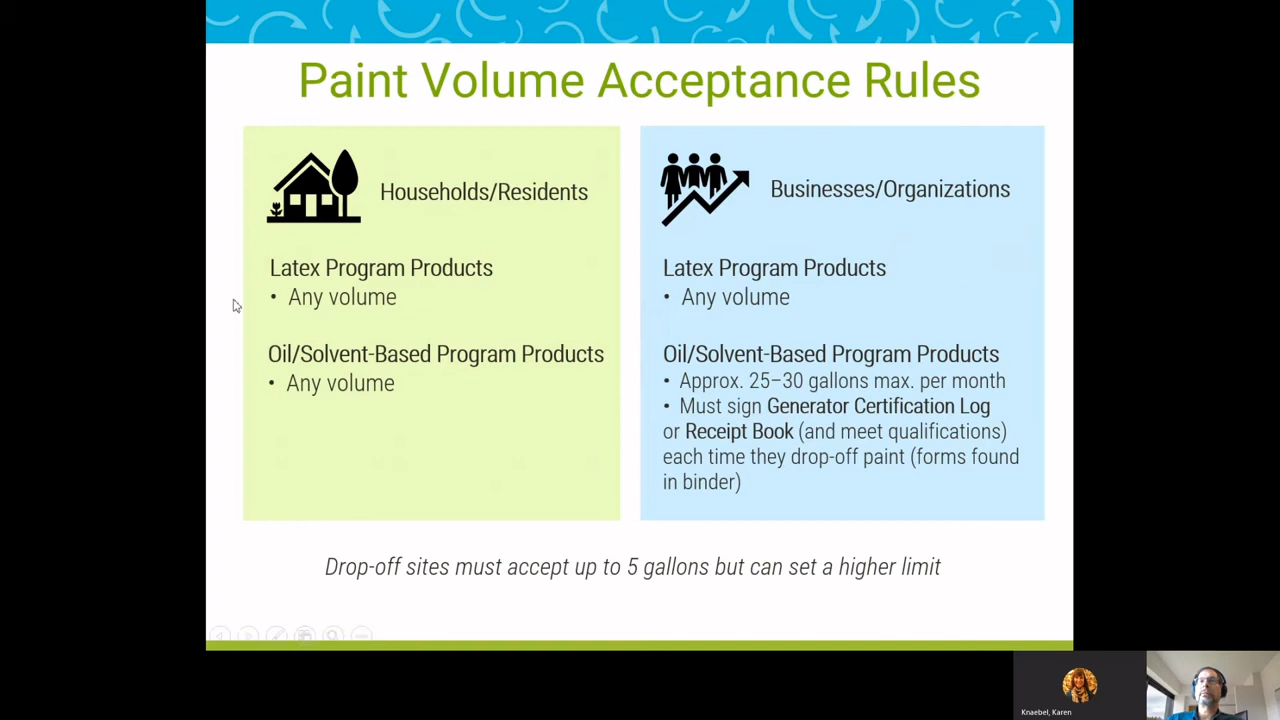 Paint Volume Acceptance Rules
Households/Residents
Latex Program Products
• Any volume
Oil/Solvent-Based Program Products
• Any volume
Businesses/Organizations
Latex Program Products
• Any volume
Oil/Solvent-Based Program Products
• Approx. 25–30 gallons max. per month
• Must sign Generator Certification Log
or Receipt Book (and meet qualifications)
each time they drop-off paint (forms found
in binder)
Drop-off sites must accept up to 5 gallons but can set a higher limit
Knaebel, Karen